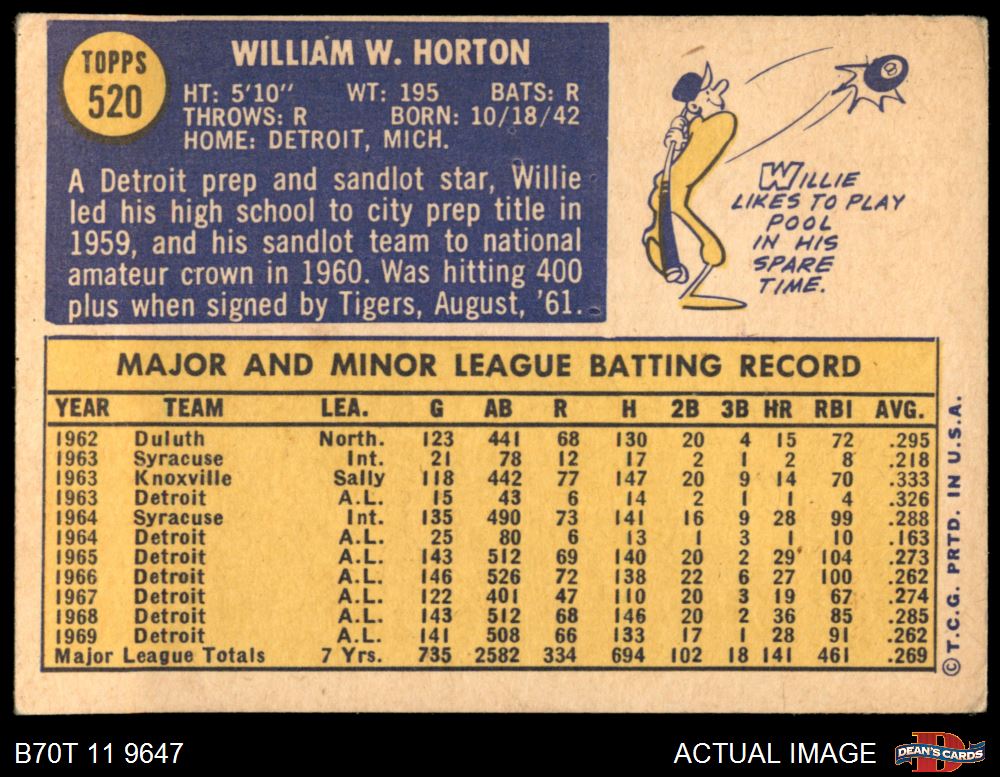 TOPPS
520
WILLIAM W. HORTON
HT: 5'10" WT: 195 BATS: R
THROWS: R BORN: 10/18/42
HOME: DETROIT, MICH.
A Detroit prep and sandlot star, Willie
led his high school to city prep title in
1959, and his sandlot team to national
amateur crown in 1960. Was hitting 400
plus when signed by Tigers, August, '61.
8
WILLIE
LIKES TO PLAY
POOL
IN HIS
SPARE
TIME.
MAJOR AND MINOR LEAGUE BATTING RECORD
YEAR TEAM LEA. G AB R H 2B 3B HR RBI AVG.
1962 Duluth North. 123 441 68 130 20 4 15 72 .295
1963 Syracuse Int. 21 78 12 17 2 1 2 8 .218
1963 Knoxville Sally 118 442 77 147 20 9 14 70 .333
1963 Detroit A.L. 15 43 6 14 2 1 1 4 .326
1964 Syracuse Int. 135 490 73 141 16 9 28 99 .288
1964 Detroit A.L. 25 80 6 13 1 3 1 10 .163
1965 Detroit A.L. 143 512 69 140 20 2 29 104 .273
1966 Detroit A.L. 146 526 72 138 22 6 27 100 .262
1967 Detroit A.L. 122 401 47 110 20 3 19 67 .274
1968 Detroit A.L. 143 512 68 146 20 2 36 85 .285
1969 Detroit A.L. 141 508 66 133 17 1 28 91 .262
Major League Totals 7 Yrs. 735 2582 334 694 102 18 141 461 .269
© T.C.G. PRTD. IN U.S.A.
B70T 11 9647
ACTUAL IMAGE
DEAN'S CARDS